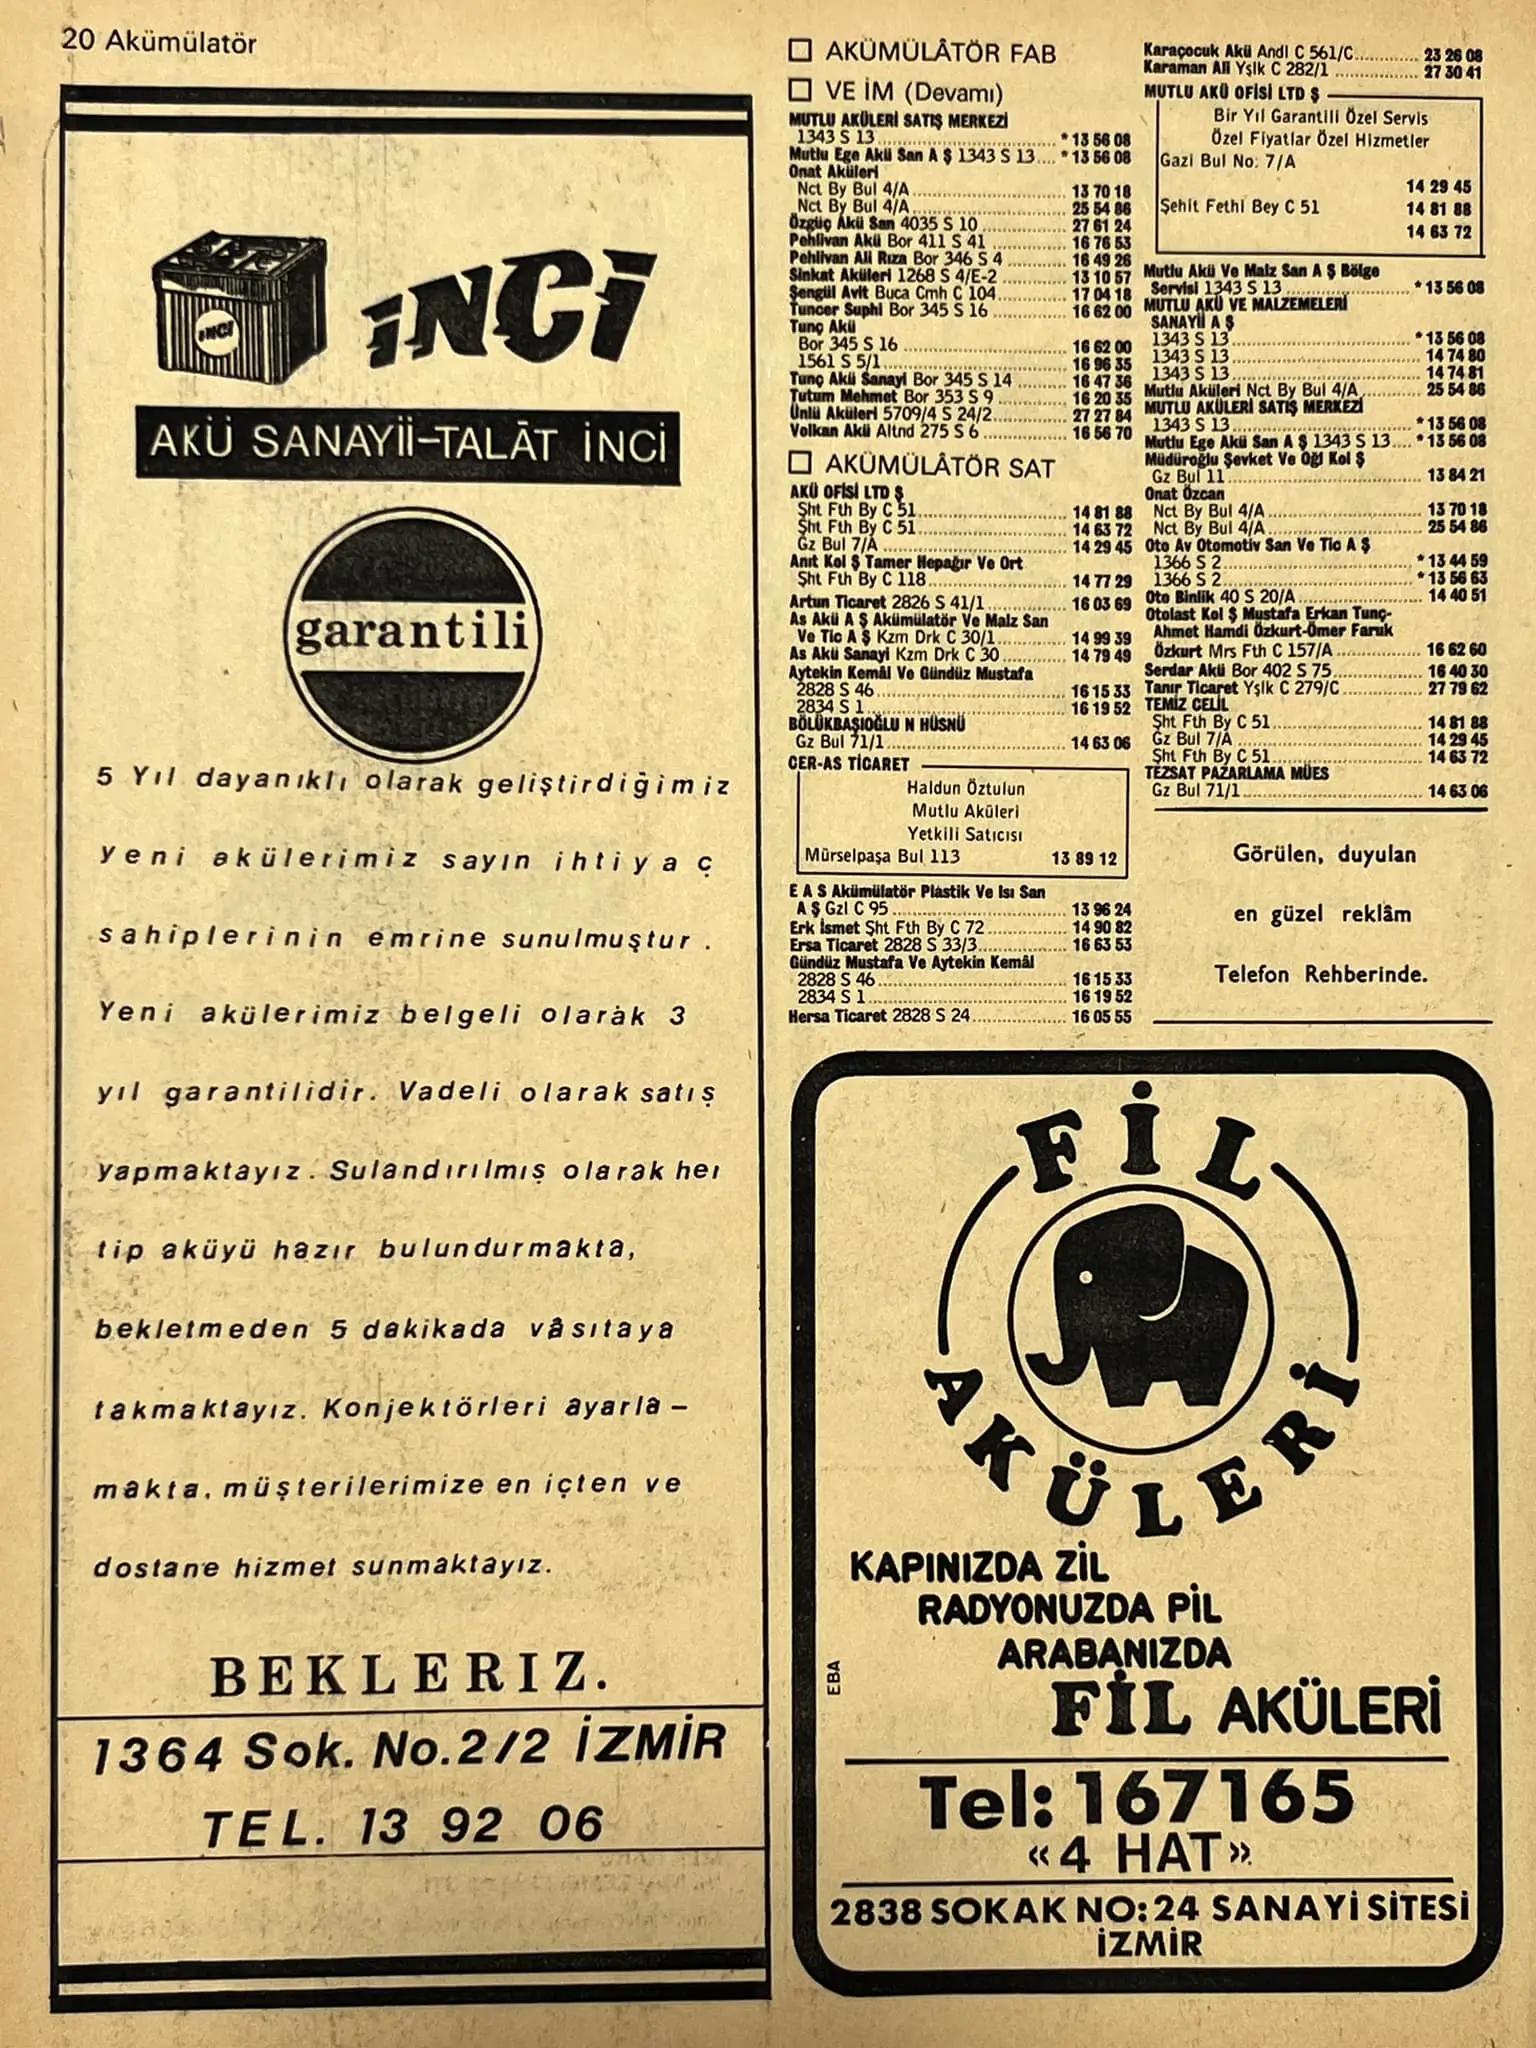 20 Akümülatör
İNCİ
İNCİ
AKÜ SANAYİİ-TALÂT İNCİ
garantili
5 Yıl dayanıklı olarak geliştirdiğimiz
yeni akülerimiz sayın ihtiyaç
sahiplerinin emrine sunulmuştur.
Yeni akülerimiz belgeli olarak 3
yıl garantilidir. Vadeli olarak satış
yapmaktayız. Sulandırılmış olarak her
tip aküyü hazır bulundurmakta,
bekletmeden 5 dakikada vâsıtaya
takmaktayız. Konjektörleri ayarla-
makta, müşterilerimize en içten ve
dostane hizmet sunmaktayız.
BEKLERIZ.
1364 Sok. No.2/2 İZMİR
TEL. 13 92 06
☐ AKÜMÜLÂTÖR FAB
☐ VE İM (Devamı)
MUTLU AKÜLERİ SATIŞ MERKEZİ
1343 S 13 ........ * 13 56 08
Mutlu Ege Akü San A Ş 1343 S 13.... * 13 56 08
Onat Aküleri
Nct By Bul 4/A ........ 13 70 18
Nct By Bul 4/A ........ 25 54 86
Özgüç Akü San 4035 S 10 ........ 27 61 24
Pehlivan Akü Bor 411 S 41 ........ 16 76 53
Pehlivan Ali Rıza Bor 346 S 4 ........ 16 49 26
Sinkat Aküleri 1268 S 4/E-2 ........ 13 10 57
Şengül Avit Buca Cmh C 104 ........ 17 04 18
Tuncer Suphi Bor 345 S 16 ........ 16 62 00
Tunç Akü
Bor 345 S 16 ........ 16 62 00
1561 S 5/1 ........ 16 96 35
Tunç Akü Sanayi Bor 345 S 14 ........ 16 47 36
Tutum Mehmet Bor 353 S 9 ........ 16 20 35
Ünlü Aküleri 5709/4 S 24/2 ........ 27 27 84
Volkan Akü Altnd 275 S 6 ........ 16 56 70
☐ AKÜMÜLÂTÖR SAT
AKÜ OFİSİ LTD Ş
Şht Fth By C 51 ........ 14 81 88
Şht Fth By C 51 ........ 14 63 72
Gz Bul 7/A ........ 14 29 45
Anıt Kol Ş Tamer Hepağır Ve Ort
Şht Fth By C 118 ........ 14 77 29
Artun Ticaret 2826 S 41/1 ........ 16 03 69
As Akü A Ş Akümülatör Ve Malz San
Ve Tic A Ş Kzm Drk C 30/1 ........ 14 99 39
As Akü Sanayi Kzm Drk C 30 ........ 14 79 49
Aytekin Kemâl Ve Gündüz Mustafa
2828 S 46 ........ 16 15 33
2834 S 1 ........ 16 19 52
BÖLÜKBAŞIOĞLU N HÜSNÜ
Gz Bul 71/1 ........ 14 63 06
CER-AS TİCARET
Haldun Öztulun
Mutlu Aküleri
Yetkili Satıcısı
Mürselpaşa Bul 113 13 89 12
E A S Akümülatör Plastik Ve Isı San
A Ş Gzl C 95 ........ 13 96 24
Erk İsmet Şht Fth By C 72 ........ 14 90 82
Ersa Ticaret 2828 S 33/3 ........ 16 63 53
Gündüz Mustafa Ve Aytekin Kemâl
2828 S 46 ........ 16 15 33
2834 S 1 ........ 16 19 52
Hersa Ticaret 2828 S 24 ........ 16 05 55
Karaçocuk Akü Andl C 561/C ........ 23 26 08
Karaman Ali Yşlk C 282/1 ........ 27 30 41
MUTLU AKÜ OFİSİ LTD Ş
Bir Yıl Garantili Özel Servis
Özel Fiyatlar Özel Hizmetler
Gazi Bul No: 7/A
14 29 45
Şehit Fethi Bey C 51 14 81 88
14 63 72
Mutlu Akü Ve Malz San A Ş Bölge
Servisi 1343 S 13 ........ * 13 56 08
MUTLU AKÜ VE MALZEMELERİ
SANAYİİ A Ş
1343 S 13 ........ * 13 56 08
1343 S 13 ........ 14 74 80
1343 S 13 ........ 14 74 81
Mutlu Aküleri Nct By Bul 4/A ........ 25 54 86
MUTLU AKÜLERİ SATIŞ MERKEZİ
1343 S 13 ........ * 13 56 08
Mutlu Ege Akü San A Ş 1343 S 13.... * 13 56 08
Müdüroğlu Şevket Ve Oğl Kol Ş
Gz Bul 11 ........ 13 84 21
Onat Özcan
Nct By Bul 4/A ........ 13 70 18
Nct By Bul 4/A ........ 25 54 86
Oto Av Otomotiv San Ve Tic A Ş
1366 S 2 ........ * 13 44 59
1366 S 2 ........ * 13 56 63
Oto Binlik 40 S 20/A ........ 14 40 51
Otolast Kol Ş Mustafa Erkan Tunç-
Ahmet Hamdi Özkurt-Ömer Faruk
Özkurt Mrs Fth C 157/A ........ 16 62 60
Serdar Akü Bor 402 S 75 ........ 16 40 30
Tanır Ticaret Yşlk C 279/C ........ 27 79 62
TEMİZ CELİL
Şht Fth By C 51 ........ 14 81 88
Gz Bul 7/A ........ 14 29 45
Şht Fth By C 51 ........ 14 63 72
TEZSAT PAZARLAMA MÜES
Gz Bul 71/1 ........ 14 63 06
Görülen, duyulan
en güzel reklâm
Telefon Rehberinde.
FİL
AKÜLERİ
KAPINIZDA ZİL
RADYONUZDA PİL
ARABANIZDA
FİL AKÜLERİ
EBA
Tel: 167165
«4 HAT»
2838 SOKAK NO:24 SANAYİ SİTESİ
İZMİR